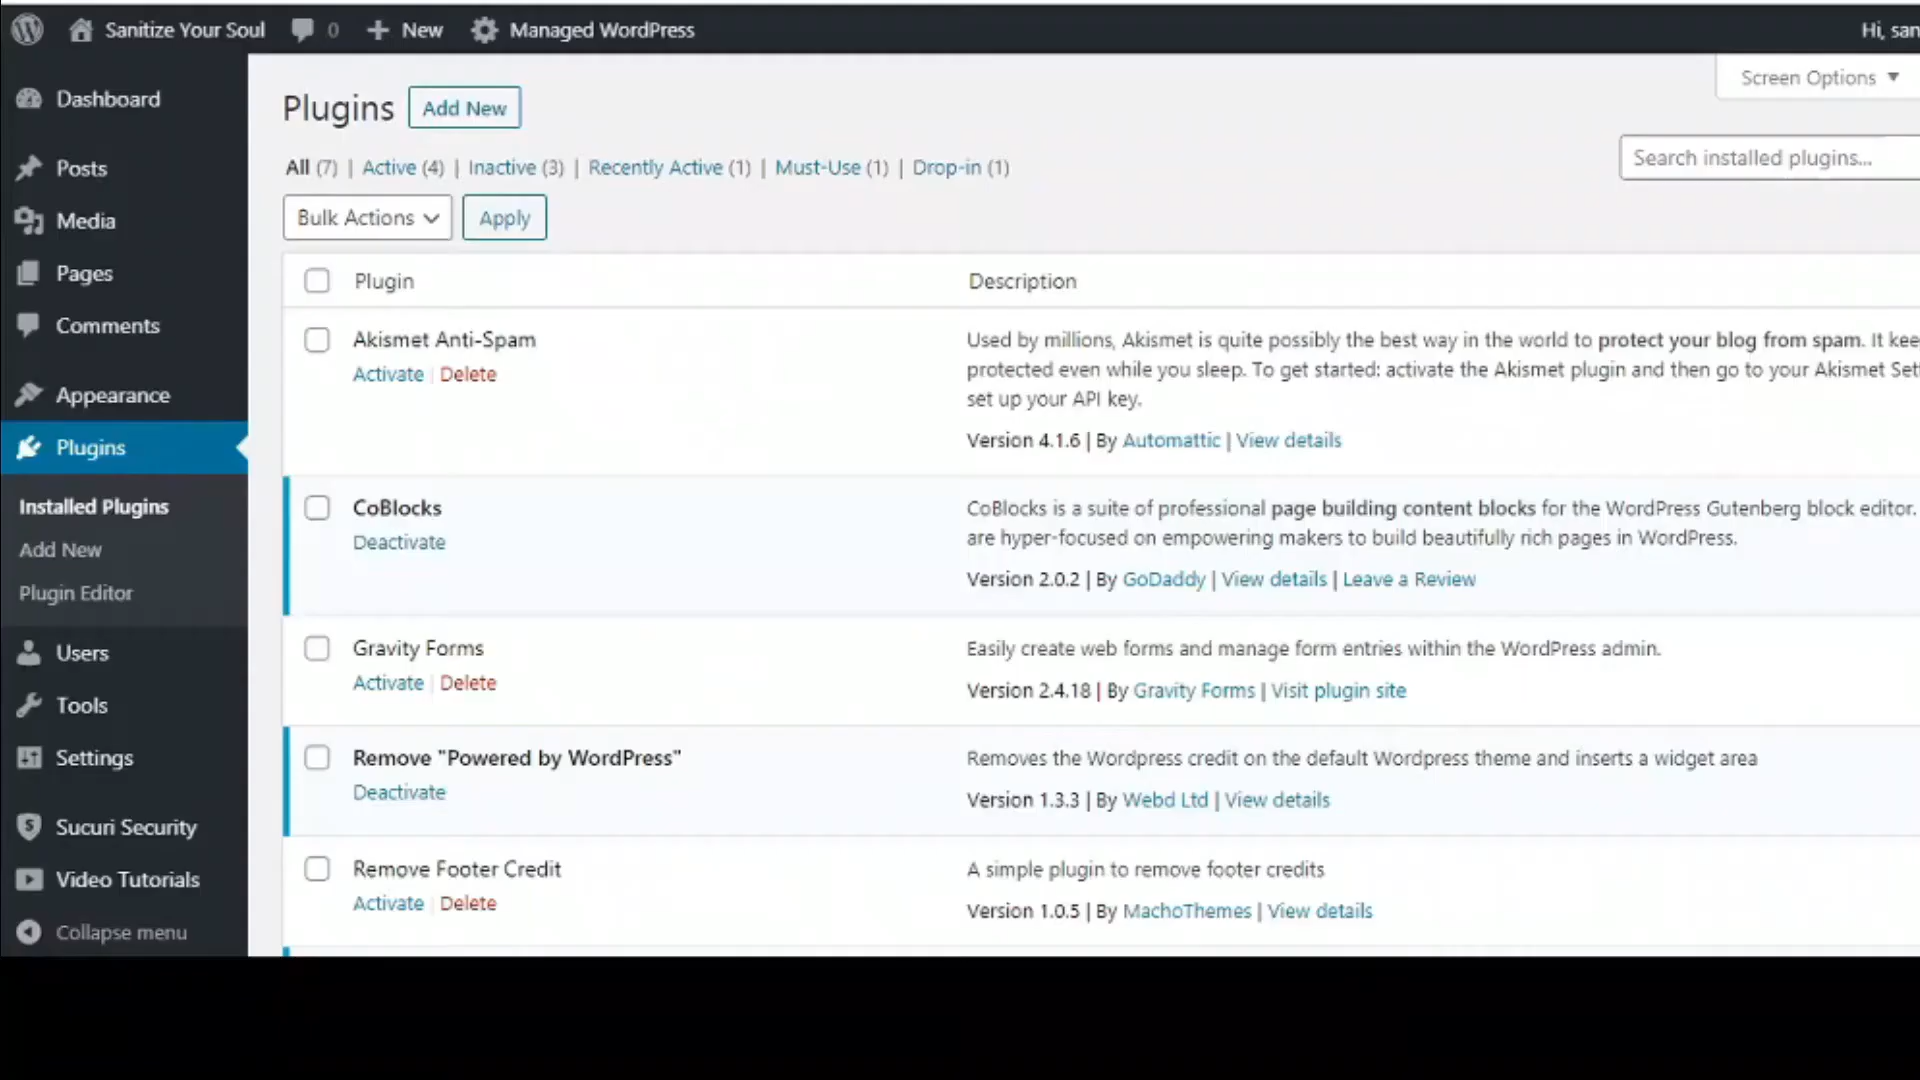 Sanitize Your Soul 0 New Managed WordPress Hi, san
Screen Options
Dashboard
Posts
Media
Pages
Comments
Appearance
Plugins
Installed Plugins
Add New
Plugin Editor
Users
Tools
Settings
Sucuri Security
Video Tutorials
Collapse menu
Plugins Add New
All (7) | Active (4) | Inactive (3) | Recently Active (1) | Must-Use (1) | Drop-in (1)
Search installed plugins...
Bulk Actions Apply
Plugin Description
Akismet Anti-Spam
Activate | Delete
Used by millions, Akismet is quite possibly the best way in the world to protect your blog from spam. It kee
protected even while you sleep. To get started: activate the Akismet plugin and then go to your Akismet Set
set up your API key.
Version 4.1.6 | By Automattic | View details
CoBlocks
Deactivate
CoBlocks is a suite of professional page building content blocks for the WordPress Gutenberg block editor.
are hyper-focused on empowering makers to build beautifully rich pages in WordPress.
Version 2.0.2 | By GoDaddy | View details | Leave a Review
Gravity Forms
Activate | Delete
Easily create web forms and manage form entries within the WordPress admin.
Version 2.4.18 | By Gravity Forms | Visit plugin site
Remove "Powered by WordPress"
Deactivate
Removes the Wordpress credit on the default Wordpress theme and inserts a widget area
Version 1.3.3 | By Webd Ltd | View details
Remove Footer Credit
Activate | Delete
A simple plugin to remove footer credits
Version 1.0.5 | By MachoThemes | View details